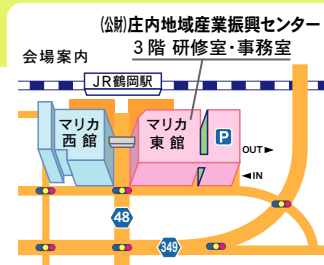 (公財)庄内地域産業振興センター
3階 研修室・事務室
会場案内
JR鶴岡駅
マリカ
西館
マリカ
東館
P
OUT▶
◀IN
48
349